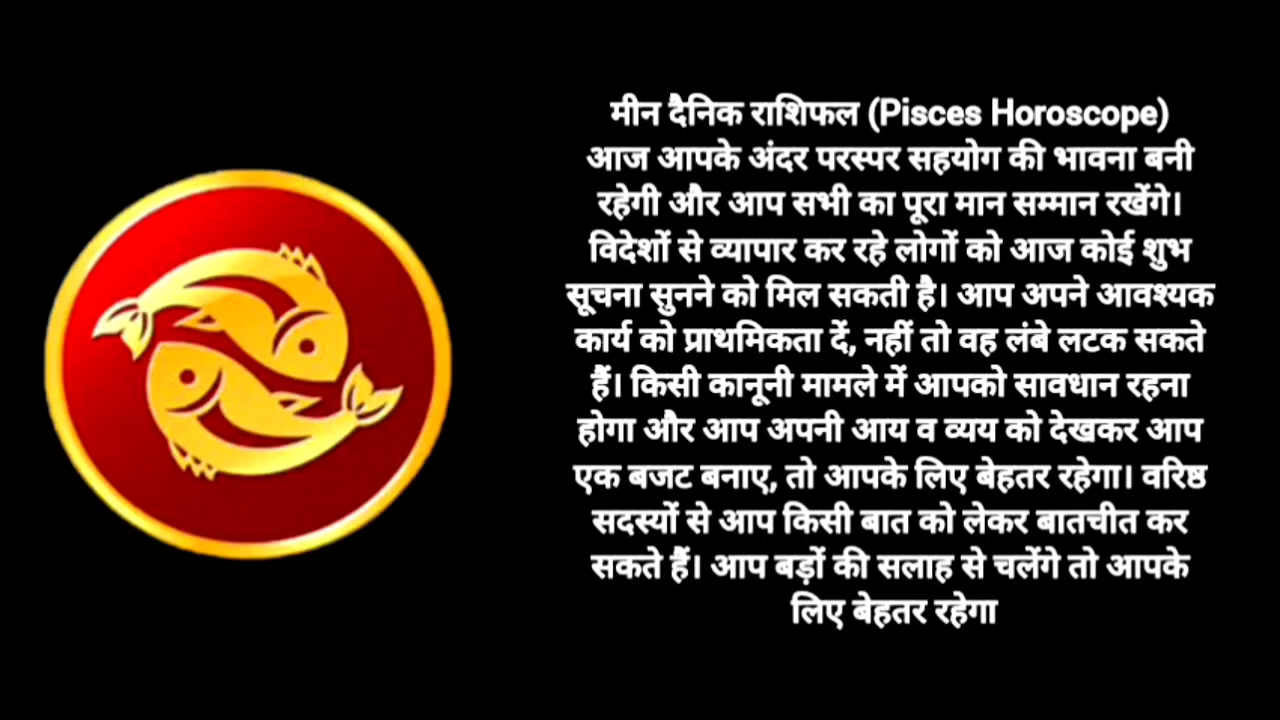 मीन दैनिक राशिफल (Pisces Horoscope)
आज आपके अंदर परस्पर सहयोग की भावना बनी
रहेगी और आप सभी का पूरा मान सम्मान रखेंगे।
विदेशों से व्यापार कर रहे लोगों को आज कोई शुभ
सूचना सुनने को मिल सकती है। आप अपने आवश्यक
कार्य को प्राथमिकता दें, नहीं तो वह लंबे लटक सकते
हैं। किसी कानूनी मामले में आपको सावधान रहना
होगा और आप अपनी आय व व्यय को देखकर आप
एक बजट बनाए, तो आपके लिए बेहतर रहेगा। वरिष्ठ
सदस्यों से आप किसी बात को लेकर बातचीत कर
सकते हैं। आप बड़ों की सलाह से चलेंगे तो आपके
लिए बेहतर रहेगा